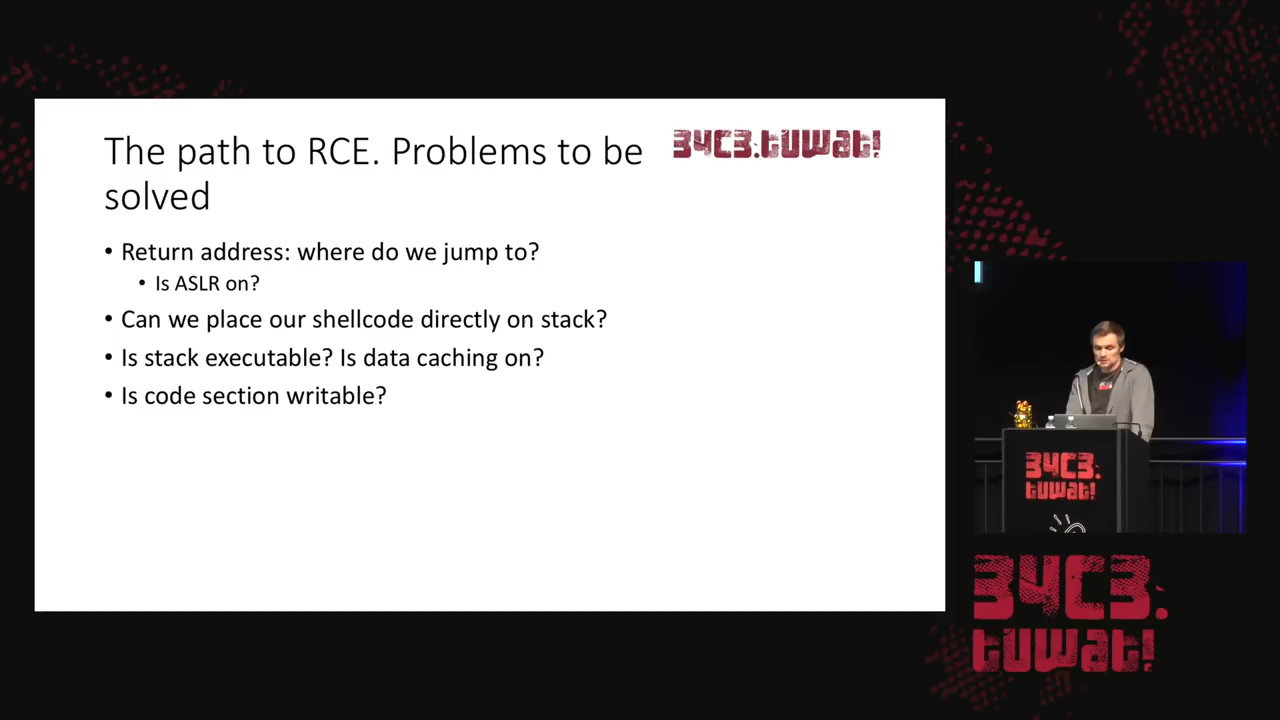 The path to RCE. Problems to be
solved
34C3.tuwat!
• Return address: where do we jump to?
• Is ASLR on?
• Can we place our shellcode directly on stack?
• Is stack executable? Is data caching on?
• Is code section writable?
34C3.
tuwat!
34C3.
tuwat!